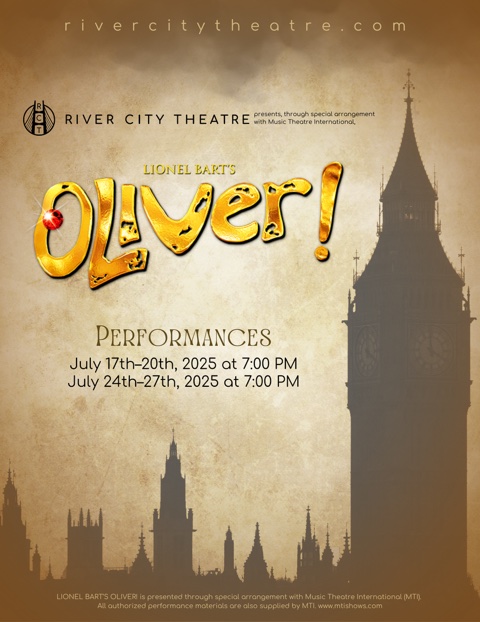 rivercitytheatre.com
RCT
RIVER CITY THEATRE
presents, through special arrangement
with Music Theatre International,
LIONEL BART'S
OLiver!
PERFORMANCES
July 17th–20th, 2025 at 7:00 PM
July 24th–27th, 2025 at 7:00 PM
LIONEL BART'S OLIVER! is presented through special arrangement with Music Theatre International (MTI).
All authorized performance materials are also supplied by MTI. www.mtishows.com